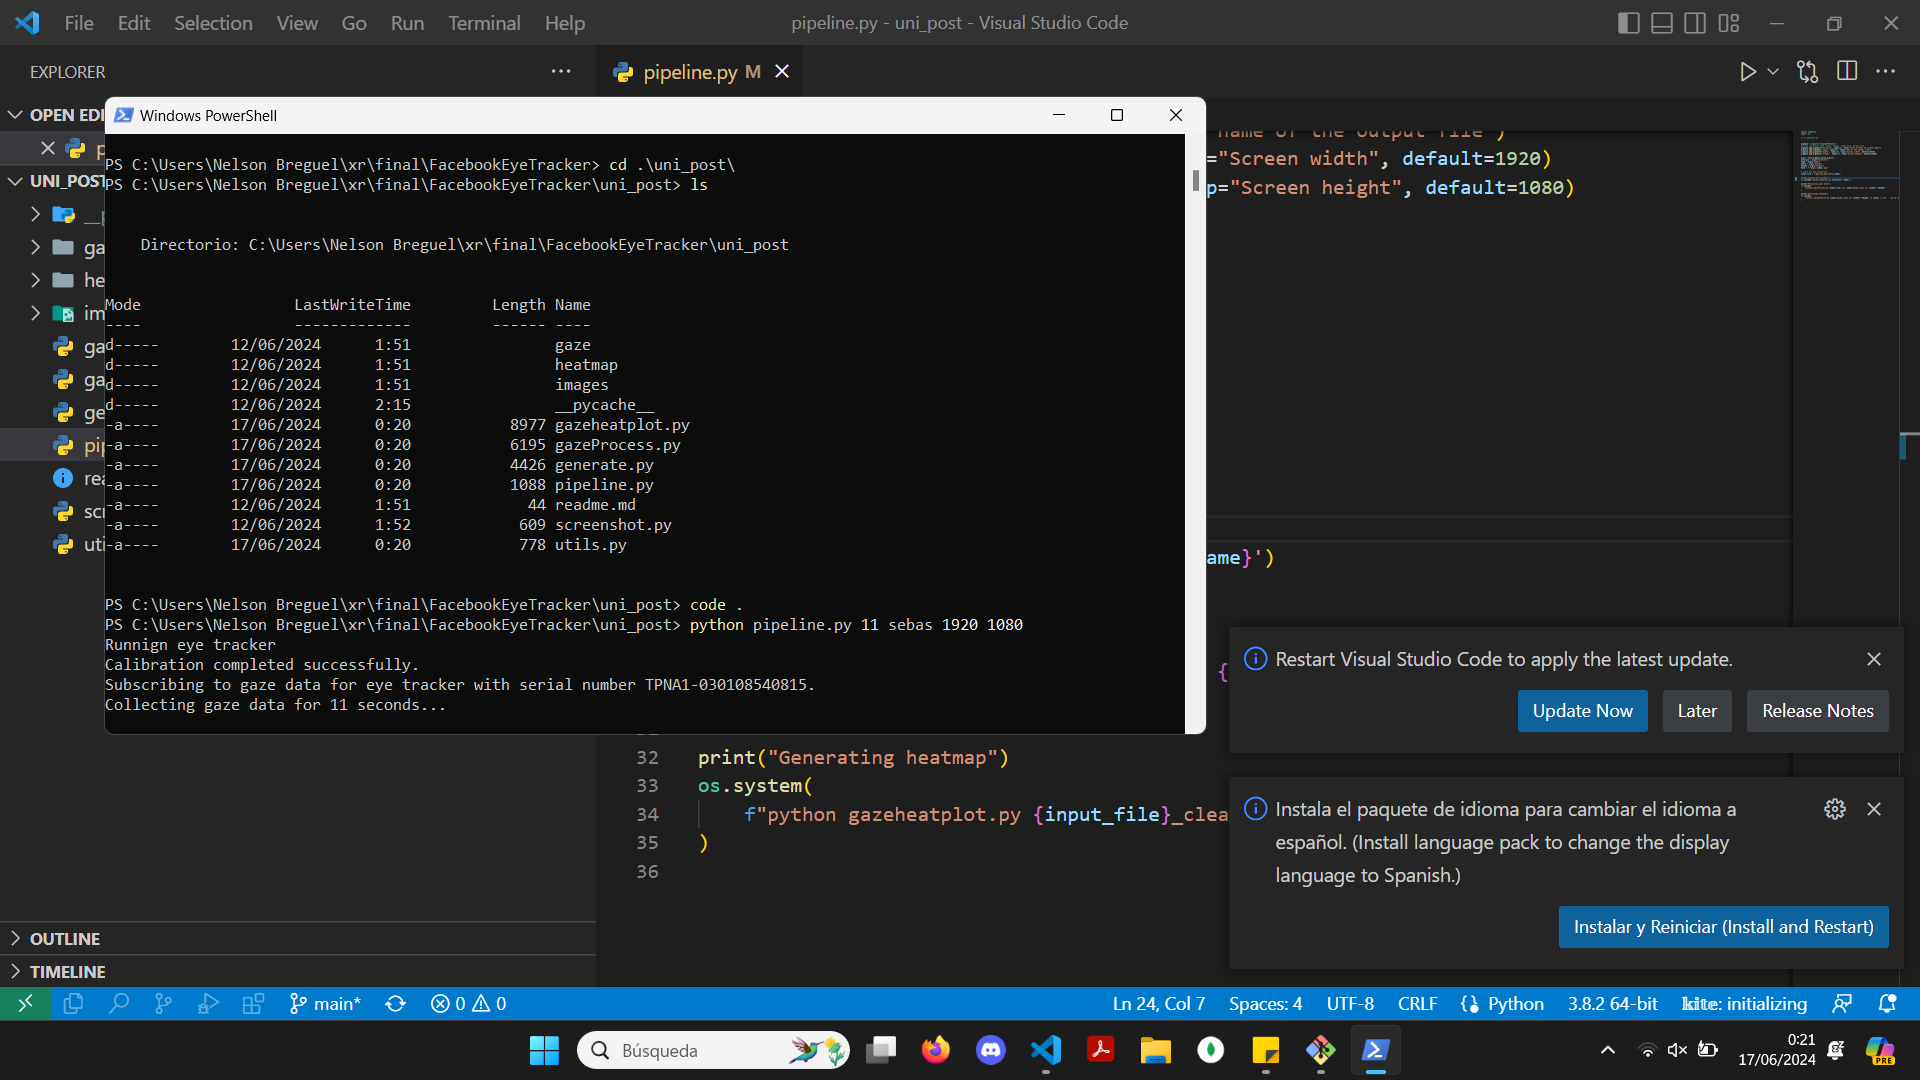 File Edit Selection View Go Run Terminal Help
pipeline.py - uni_post - Visual Studio Code
EXPLORER
pipeline.py M
OPEN EDI
p
UNI_POST
__p
ga
he
im
ga
ga
ge
pip
rea
scr
uti
OUTLINE
TIMELINE
Windows PowerShell
PS C:\Users\Nelson Breguel\xr\final\FacebookEyeTracker> cd .\uni_post\
PS C:\Users\Nelson Breguel\xr\final\FacebookEyeTracker\uni_post> ls
Directorio: C:\Users\Nelson Breguel\xr\final\FacebookEyeTracker\uni_post
Mode LastWriteTime Length Name
---- ------------- ------ ----
d----- 12/06/2024 1:51 gaze
d----- 12/06/2024 1:51 heatmap
d----- 12/06/2024 1:51 images
d----- 12/06/2024 2:15 __pycache__
-a---- 17/06/2024 0:20 8977 gazeheatplot.py
-a---- 17/06/2024 0:20 6195 gazeProcess.py
-a---- 17/06/2024 0:20 4426 generate.py
-a---- 17/06/2024 0:20 1088 pipeline.py
-a---- 12/06/2024 1:51 44 readme.md
-a---- 12/06/2024 1:52 609 screenshot.py
-a---- 17/06/2024 0:20 778 utils.py
PS C:\Users\Nelson Breguel\xr\final\FacebookEyeTracker\uni_post> code .
PS C:\Users\Nelson Breguel\xr\final\FacebookEyeTracker\uni_post> python pipeline.py 11 sebas 1920 1080
Runnign eye tracker
Calibration completed successfully.
Subscribing to gaze data for eye tracker with serial number TPNA1-030108540815.
Collecting gaze data for 11 seconds...
name of the output file")
="Screen width", default=1920)
p="Screen height", default=1080)
ame}')
{
32 print("Generating heatmap")
33 os.system(
34 f"python gazeheatplot.py {input_file}_clea
35 )
36
Restart Visual Studio Code to apply the latest update.
Update Now Later Release Notes
Instala el paquete de idioma para cambiar el idioma a
español. (Install language pack to change the display
language to Spanish.)
Instalar y Reiniciar (Install and Restart)
main* 0 0 Ln 24, Col 7 Spaces: 4 UTF-8 CRLF {} Python 3.8.2 64-bit kite: initializing
Búsqueda
0:21
17/06/2024
PRE